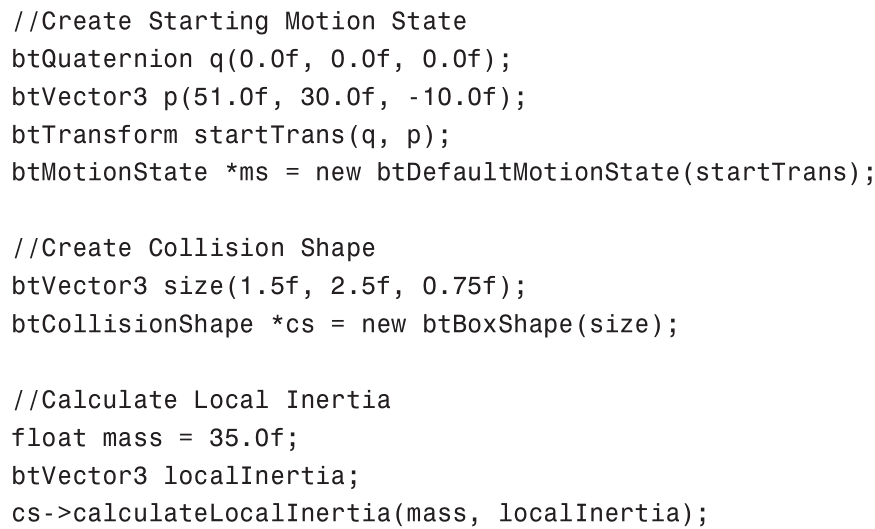 //Create Starting Motion State
btQuaternion q(0.0f, 0.0f, 0.0f);
btVector3 p(51.0f, 30.0f, -10.0f);
btTransform startTrans(q, p);
btMotionState *ms = new btDefaultMotionState(startTrans);

//Create Collision Shape
btVector3 size(1.5f, 2.5f, 0.75f);
btCollisionShape *cs = new btBoxShape(size);

//Calculate Local Inertia
float mass = 35.0f;
btVector3 localInertia;
cs->calculateLocalInertia(mass, localInertia);